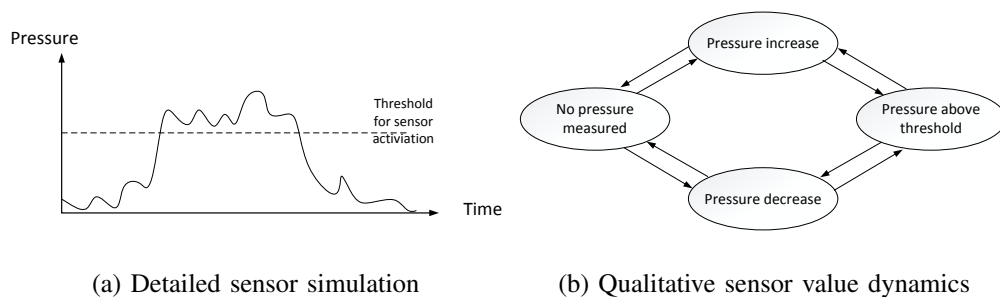 Pressure
Threshold
for sensor
activiation
Time
Pressure increase
No pressure
measured
Pressure above
threshold
Pressure decrease
(a) Detailed sensor simulation
(b) Qualitative sensor value dynamics